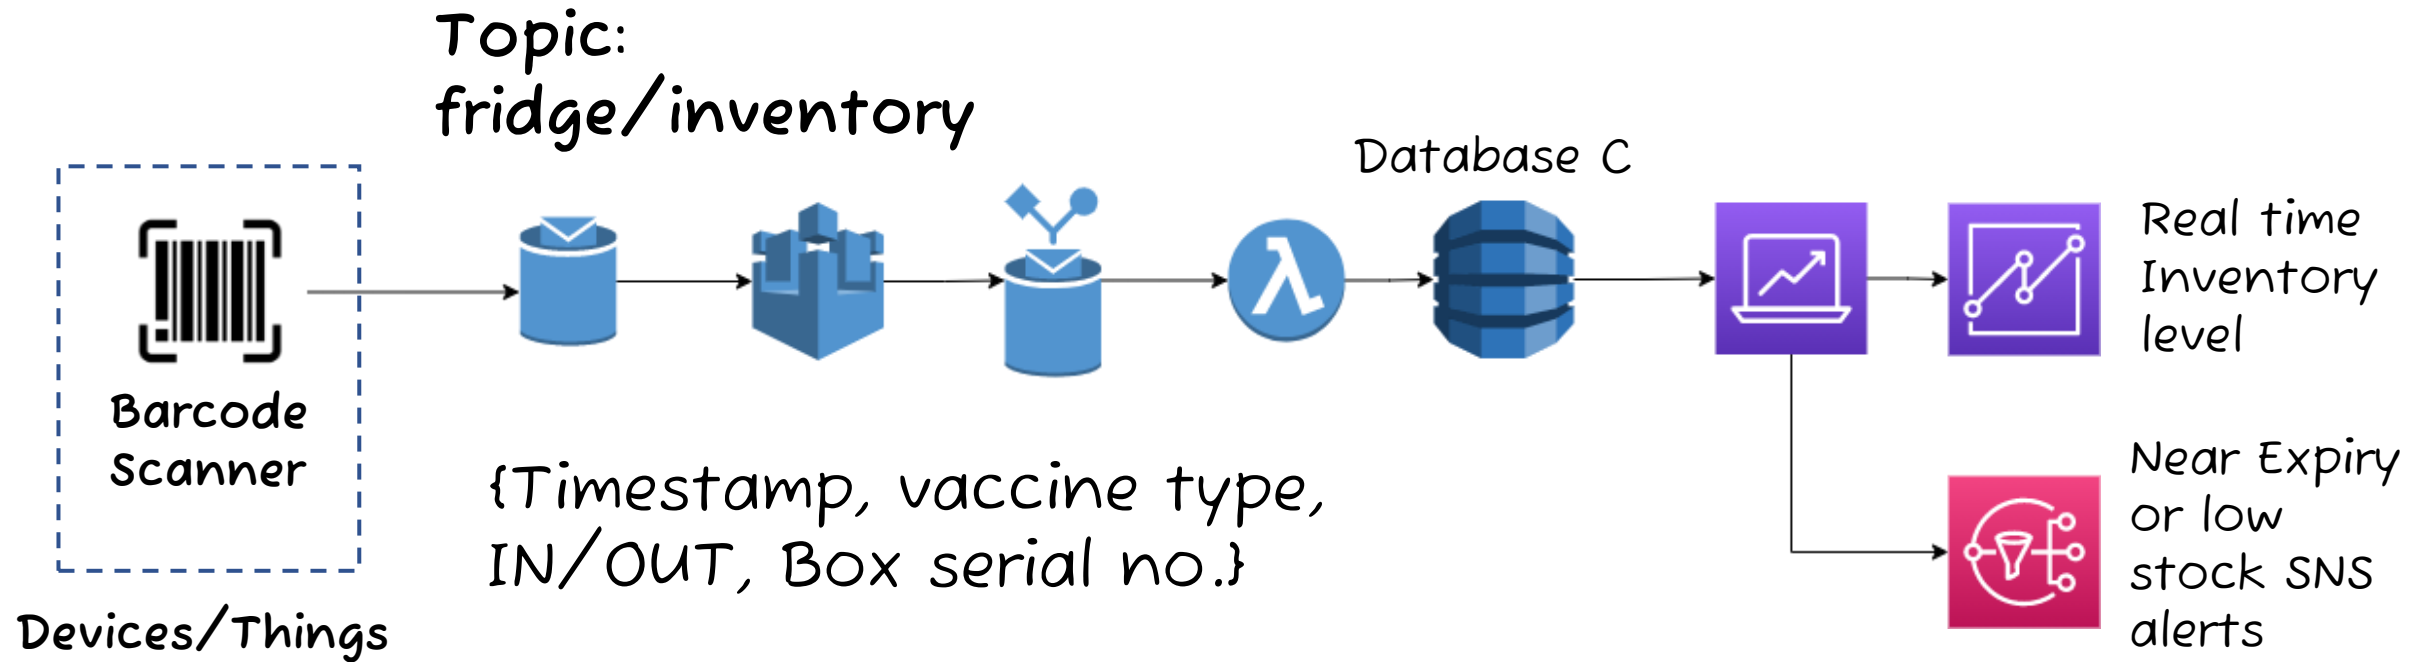 Topic:
fridge/inventory
Database C
Real time
Inventory
level
Barcode
Scanner
{Timestamp, vaccine type,
IN/OUT, Box serial no.}
Near Expiry
or low
stock SNS
alerts
Devices/Things